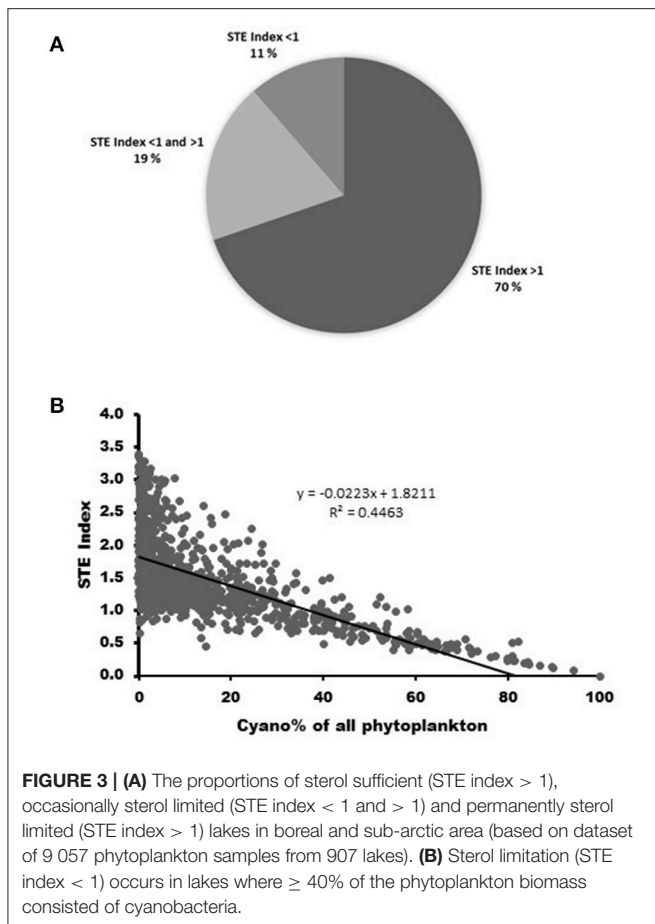 A
STE Index <1
11 %
STE Index <1 and >1
19 %
STE Index >1
70 %
B
4.0
3.5
3.0
2.5
2.0
1.5
1.0
0.5
0.0
STE Index
y = -0.0223x + 1.8211
R² = 0.4463
0
20
40
60
80
100
Cyano% of all phytoplankton
FIGURE 3 | (A) The proportions of sterol sufficient (STE index > 1),
occasionally sterol limited (STE index < 1 and > 1) and permanently sterol
limited (STE index > 1) lakes in boreal and sub-arctic area (based on dataset
of 9 057 phytoplankton samples from 907 lakes). (B) Sterol limitation (STE
index < 1) occurs in lakes where ≥ 40% of the phytoplankton biomass
consisted of cyanobacteria.